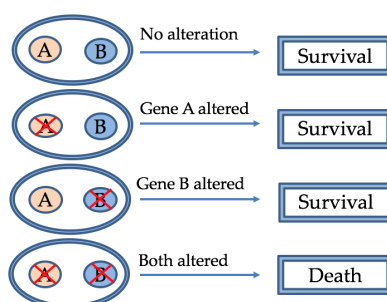 No alteration
A B Survival
Gene A altered
A B Survival
Gene B altered
A B Survival
Both altered
A B Death